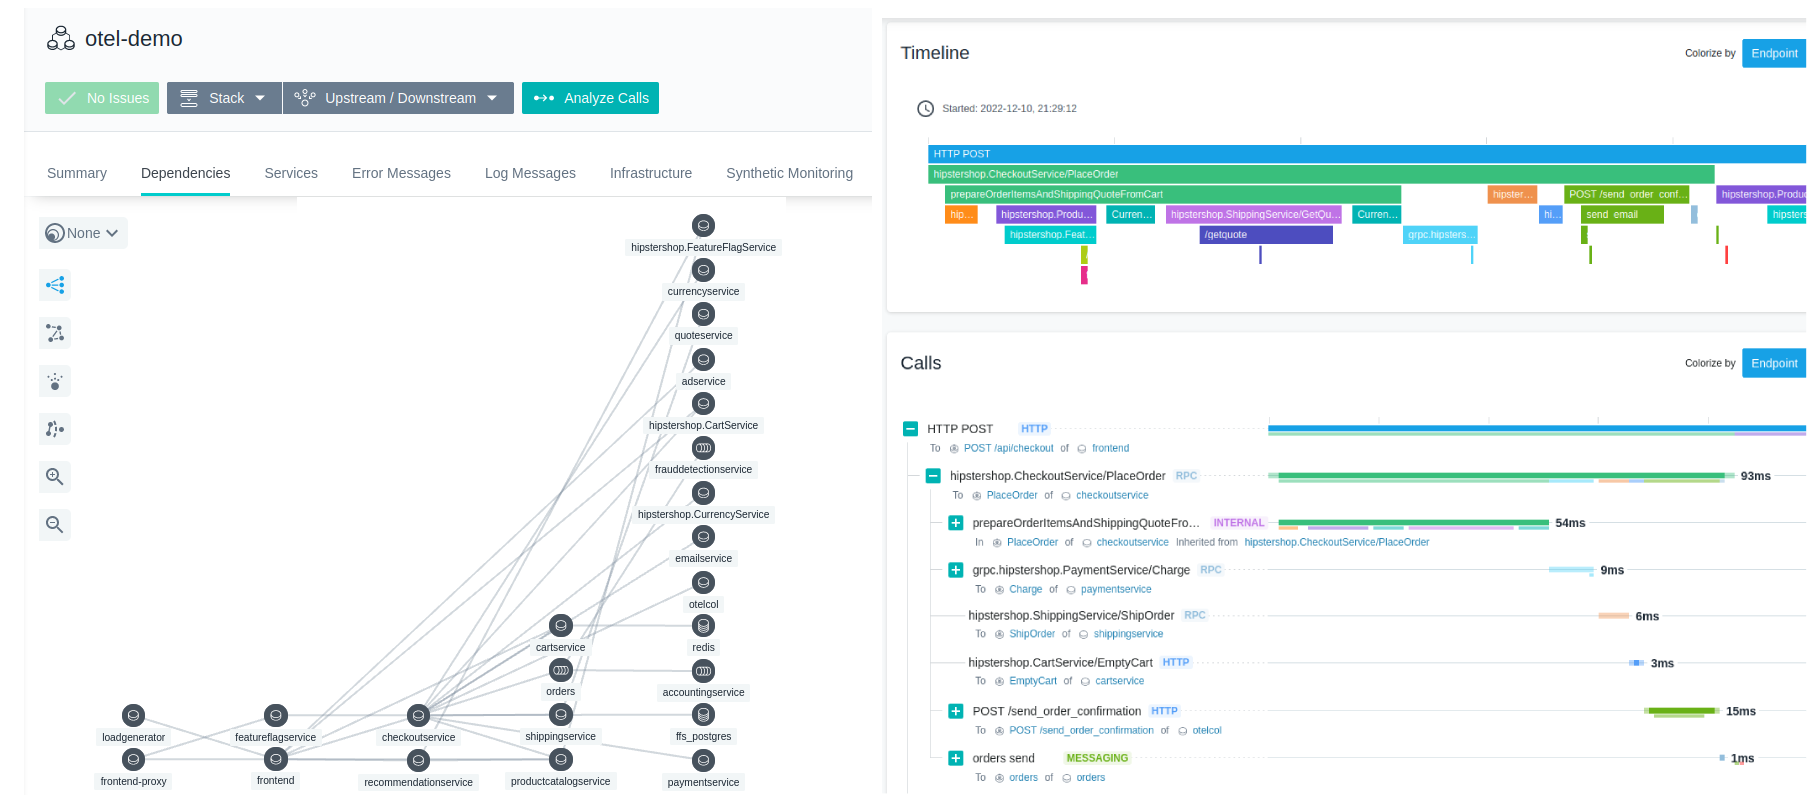 otel-demo
No Issues
Stack
Upstream / Downstream
Analyze Calls
Summary
Dependencies
Services
Error Messages
Log Messages
Infrastructure
Synthetic Monitoring
None
hipstershop.FeatureFlagService
currencyservice
quoteservice
adservice
hipstershop.CartService
frauddetectionservice
hipstershop.CurrencyService
emailservice
otelcol
cartservice
redis
orders
accountingservice
loadgenerator
featureflagservice
checkoutservice
shippingservice
ffs_postgres
frontend-proxy
frontend
recommendationservice
productcatalogservice
paymentservice
Timeline
Colorize by
Endpoint
Started: 2022-12-10, 21:29:12
HTTP POST
hipstershop.CheckoutService/PlaceOrder
prepareOrderItemsAndShippingQuoteFromCart
hipster...
POST /send_order_conf...
hipstershop.Produc
hip...
hipstershop.Produ...
Curren...
hipstershop.ShippingService/GetQu...
Curren...
hi...
send_email
hipsters
hipstershop.Feat...
/getquote
grpc.hipsters...
Calls
Colorize by
Endpoint
HTTP POST HTTP
To POST /api/checkout of frontend
hipstershop.CheckoutService/PlaceOrder RPC 93ms
To PlaceOrder of checkoutservice
prepareOrderItemsAndShippingQuoteFro... INTERNAL 54ms
In PlaceOrder of checkoutservice Inherited from hipstershop.CheckoutService/PlaceOrder
grpc.hipstershop.PaymentService/Charge RPC 9ms
To Charge of paymentservice
hipstershop.ShippingService/ShipOrder RPC 6ms
To ShipOrder of shippingservice
hipstershop.CartService/EmptyCart HTTP 3ms
To EmptyCart of cartservice
POST /send_order_confirmation HTTP 15ms
To POST /send_order_confirmation of otelcol
orders send MESSAGING 1ms
To orders of orders